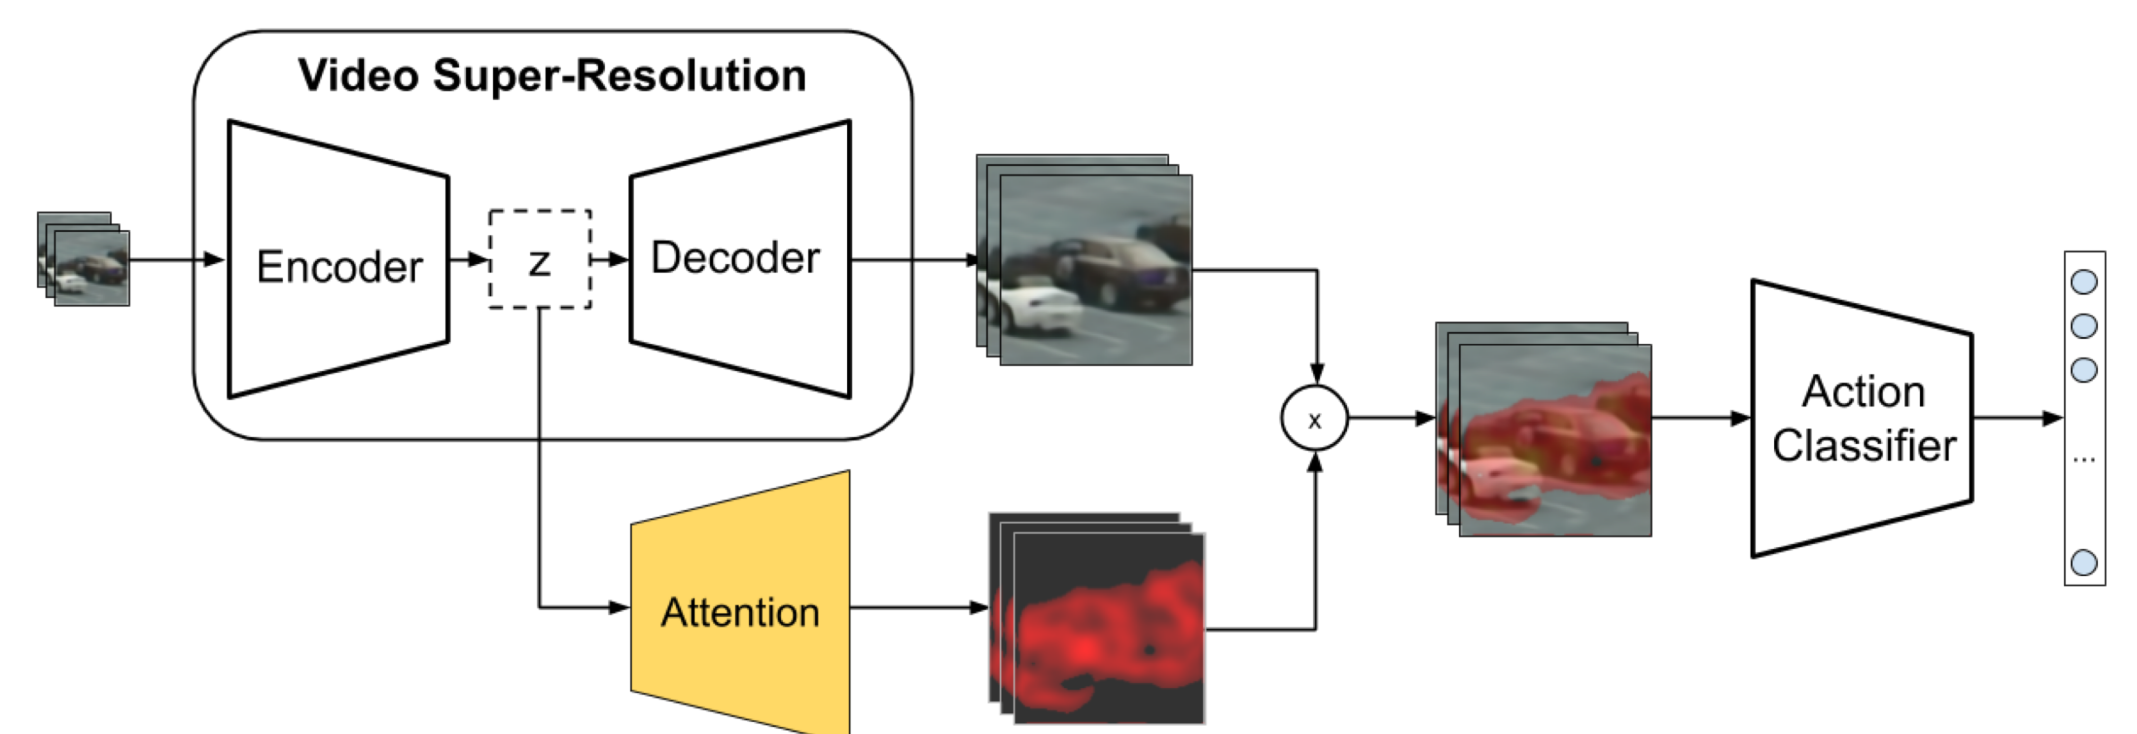 Video Super-Resolution
Encoder
z
Decoder
x
Action
Classifier
...
Attention